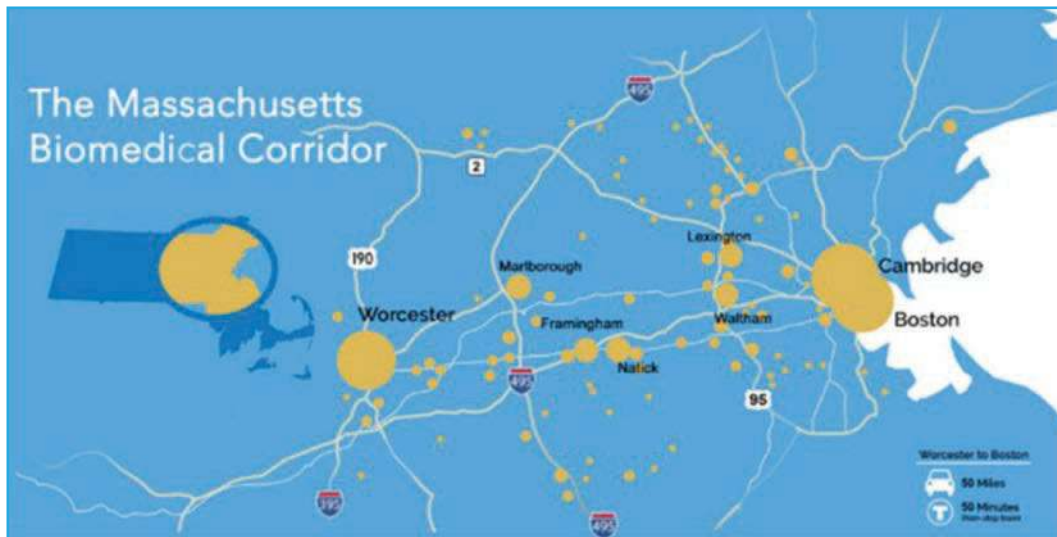 The Massachusetts
Biomedical Corridor
495
2
190
Lexington
Marlborough
Cambridge
Worcester
Framingham
Waltham
Boston
Natick
495
95
Worcester to Boston
50 Miles
50 Minutes
T
495